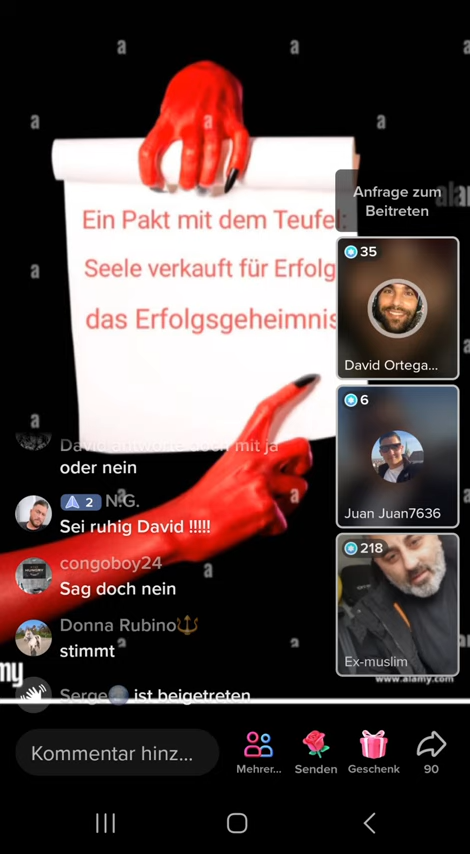 a
a
a
a
a
Anfrage zum
Beitreten
Ein Pakt mit dem Teufel:
Seele verkauft für Erfolg
das Erfolgsgeheimnis
35
David Ortega...
a
a
6
Juan Juan7636
218
Ex-muslim
David antworte doch mit ja
oder nein
a
a
2 N.G.
Sei ruhig David !!!!!
congoboy24
Sag doch nein
a
Donna Rubino
stimmt
a
a
Serge ist beigetreten
my
www.alamy.com
Kommentar hinz...
Mehrer...
Senden
Geschenk
90